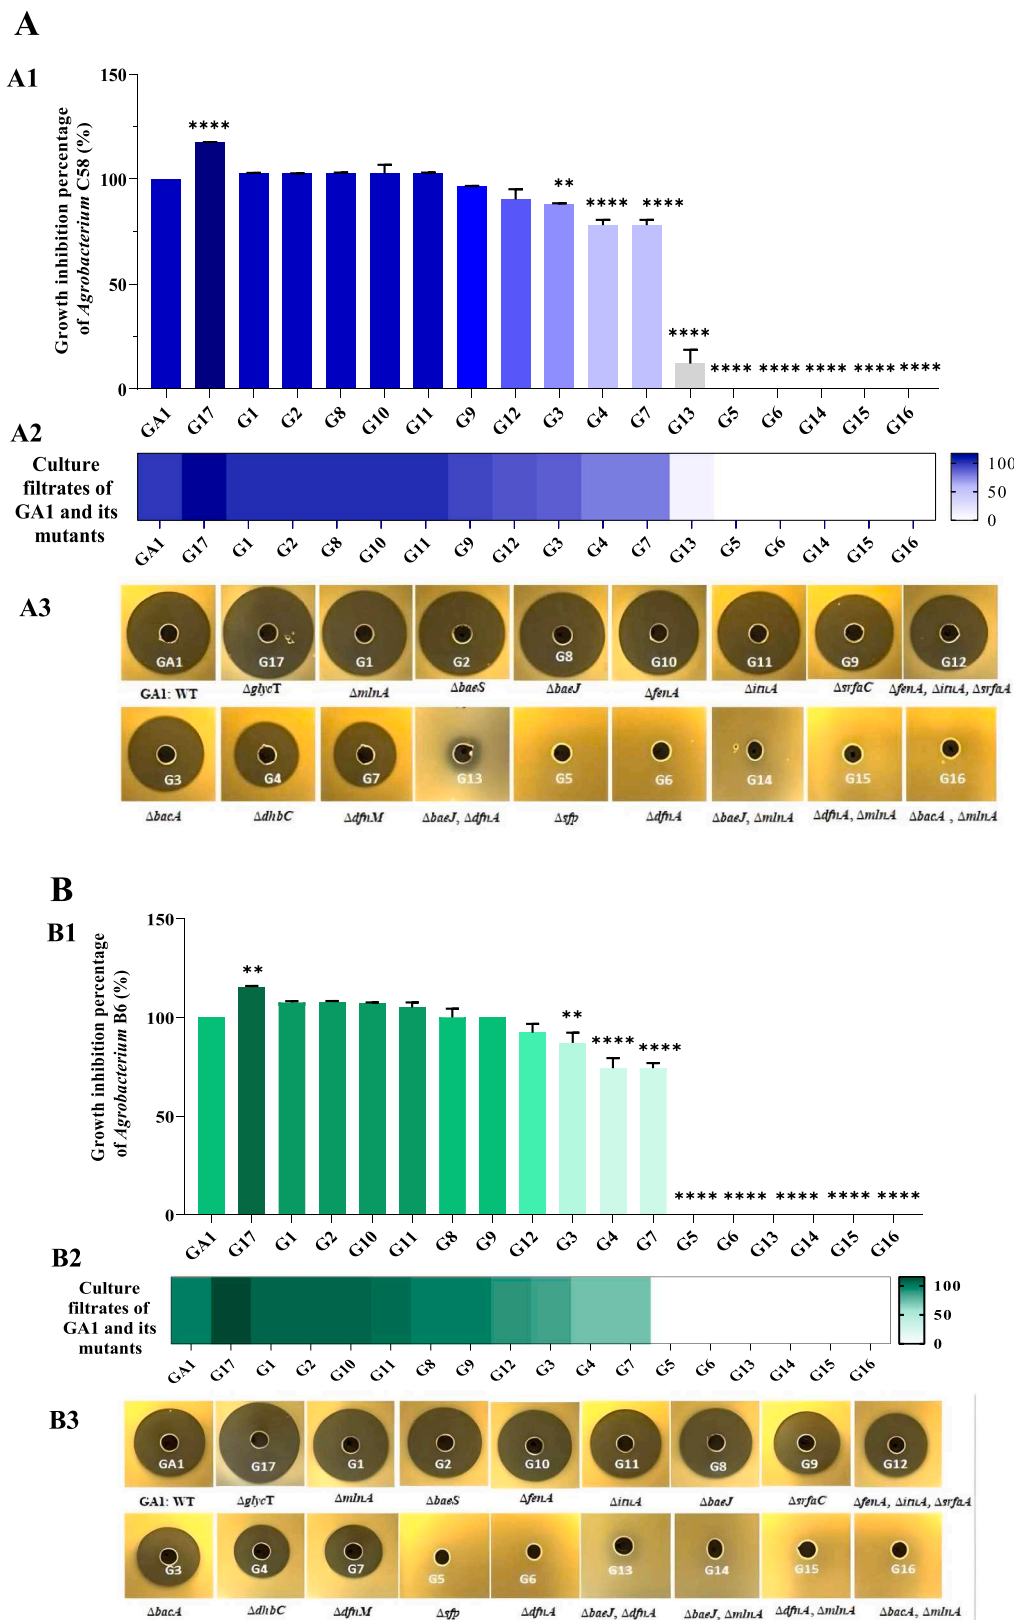 A
A1
Growth inhibition percentage
of Agrobacterium C58 (%)
150
100
50
0
****
**
****
****
****
****
****
****
****
****
GA1 G17 G1 G2 G8 G10 G11 G9 G12 G3 G4 G7 G13 G5 G6 G14 G15 G16
A2
Culture
filtrates of
GA1 and its
mutants
100
50
0
GA1 G17 G1 G2 G8 G10 G11 G9 G12 G3 G4 G7 G13 G5 G6 G14 G15 G16
A3
GA1 G17 G1 G2 G8 G10 G11 G9 G12
GA1: WT ΔglycT ΔmlnA ΔbaeS ΔbaeJ ΔfenA ΔituA ΔsrfaC ΔfenA, ΔituA, ΔsrfaA
G3 G4 G7 G13 G5 G6 G14 G15 G16
ΔbacA ΔdhbC ΔdfnM ΔbaeJ, ΔdfnA Δsfp ΔdfnA ΔbaeJ, ΔmlnA ΔdfnA, ΔmlnA ΔbacA , ΔmlnA
B
B1
Growth inhibition percentage
of Agrobacterium B6 (%)
150
100
50
0
**
**
****
****
****
****
****
****
****
GA1 G17 G1 G2 G10 G11 G8 G9 G12 G3 G4 G7 G5 G6 G13 G14 G15 G16
B2
Culture
filtrates of
GA1 and its
mutants
100
50
0
GA1 G17 G1 G2 G10 G11 G8 G9 G12 G3 G4 G7 G5 G6 G13 G14 G15 G16
B3
GA1 G17 G1 G2 G10 G11 G8 G9 G12
GA1: WT ΔglycT ΔmlnA ΔbaeS ΔfenA ΔituA ΔbaeJ ΔsrfaC ΔfenA, ΔituA, ΔsrfaA
G3 G4 G7 G5 G6 G13 G14 G15 G16
ΔbacA ΔdhbC ΔdfnM Δsfp ΔdfnA ΔbaeJ, ΔdfnA ΔbaeJ, ΔmlnA ΔdfnA, ΔmlnA ΔbacA, ΔmlnA